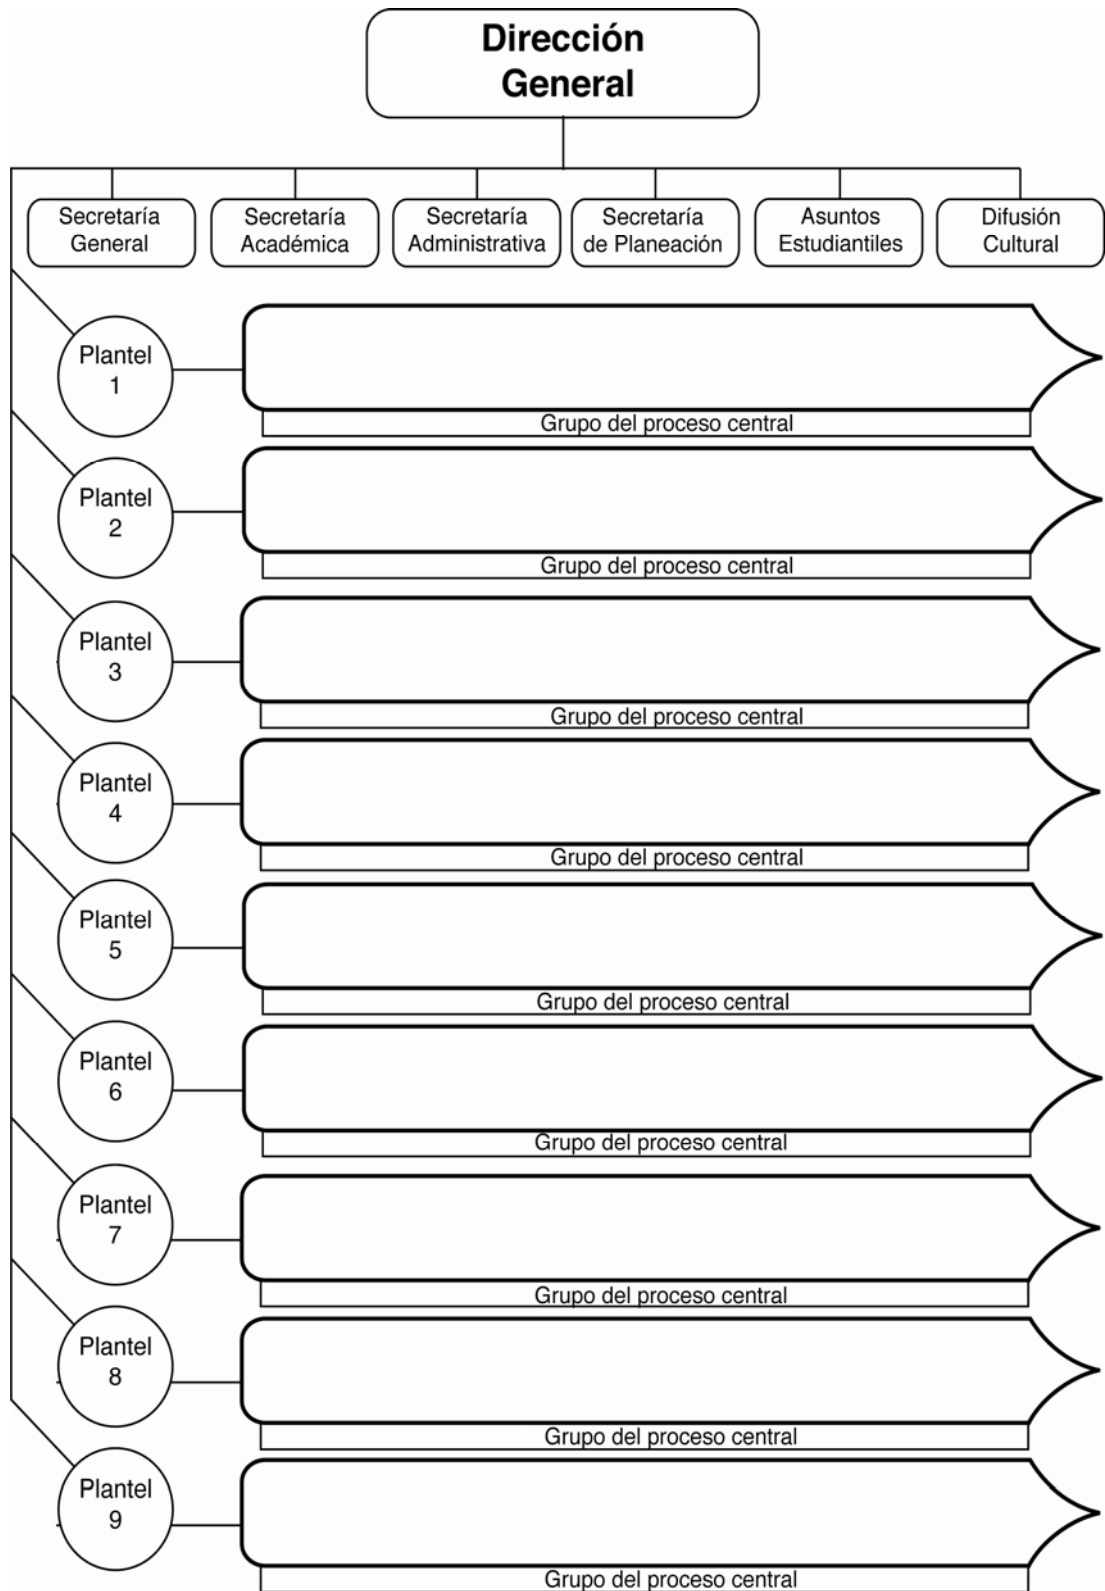 Dirección
General
Secretaría
General
Secretaría
Académica
Secretaría
Administrativa
Secretaría
de Planeación
Asuntos
Estudiantiles
Difusión
Cultural
Plantel
1
Grupo del proceso central
Plantel
2
Grupo del proceso central
Plantel
3
Grupo del proceso central
Plantel
4
Grupo del proceso central
Plantel
5
Grupo del proceso central
Plantel
6
Grupo del proceso central
Plantel
7
Grupo del proceso central
Plantel
8
Grupo del proceso central
Plantel
9
Grupo del proceso central